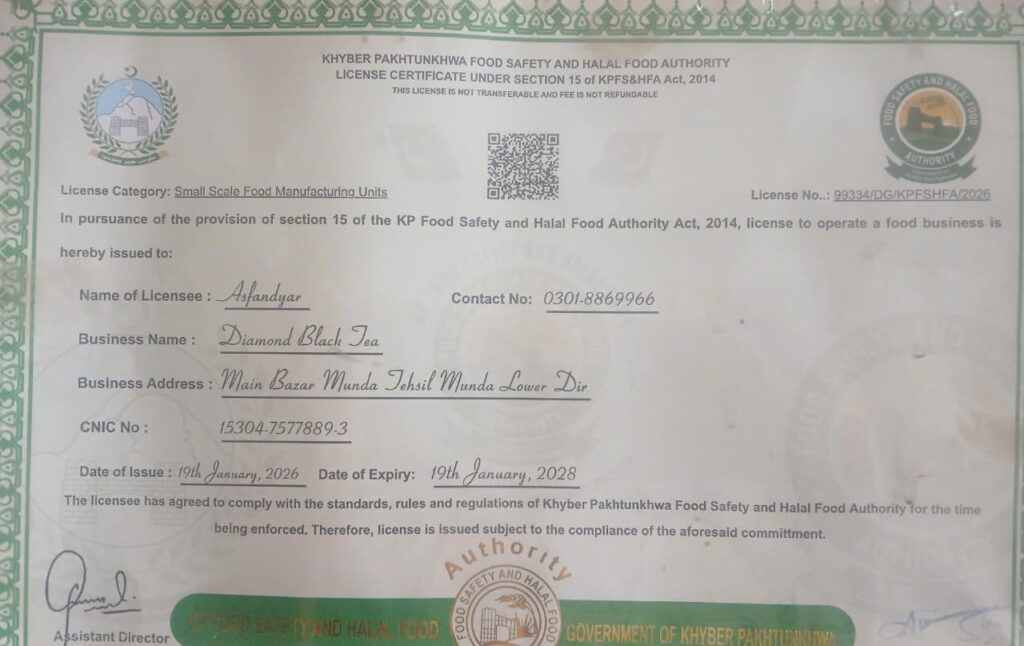 KHYBER PAKHTUNKHWA FOOD SAFETY AND HALAL FOOD AUTHORITY
LICENSE CERTIFICATE UNDER SECTION 15 of KPFS&HFA Act, 2014
THIS LICENSE IS NOT TRANSFERABLE AND FEE IS NOT REFUNDABLE
FOOD SAFETY AND HALAL FOOD
AUTHORITY
License Category: Small Scale Food Manufacturing Units
License No..: 99334/DG/KPFSHFA/2026
In pursuance of the provision of section 15 of the KP Food Safety and Halal Food Authority Act, 2014, license to operate a food business is
hereby issued to:
Name of Licensee : Asfandyar Contact No: 0301-8869966
Business Name : Diamond Black Tea
Business Address : Main Bazar Munda Tehsil Munda Lower Dir
CNIC No : 15304-7577889-3
Date of Issue : 19th January, 2026 Date of Expiry: 19th January, 2028
The licensee has agreed to comply with the standards, rules and regulations of Khyber Pakhtunkhwa Food Safety and Halal Food Authority for the time
being enforced. Therefore, license is issued subject to the compliance of the aforesaid committment.
Authority
FOOD SAFETY AND HALAL FOOD
Assistant Director
KP FOOD SAFETY AND HALAL FOOD
GOVERNMENT OF KHYBER PAKHTUNKHWA